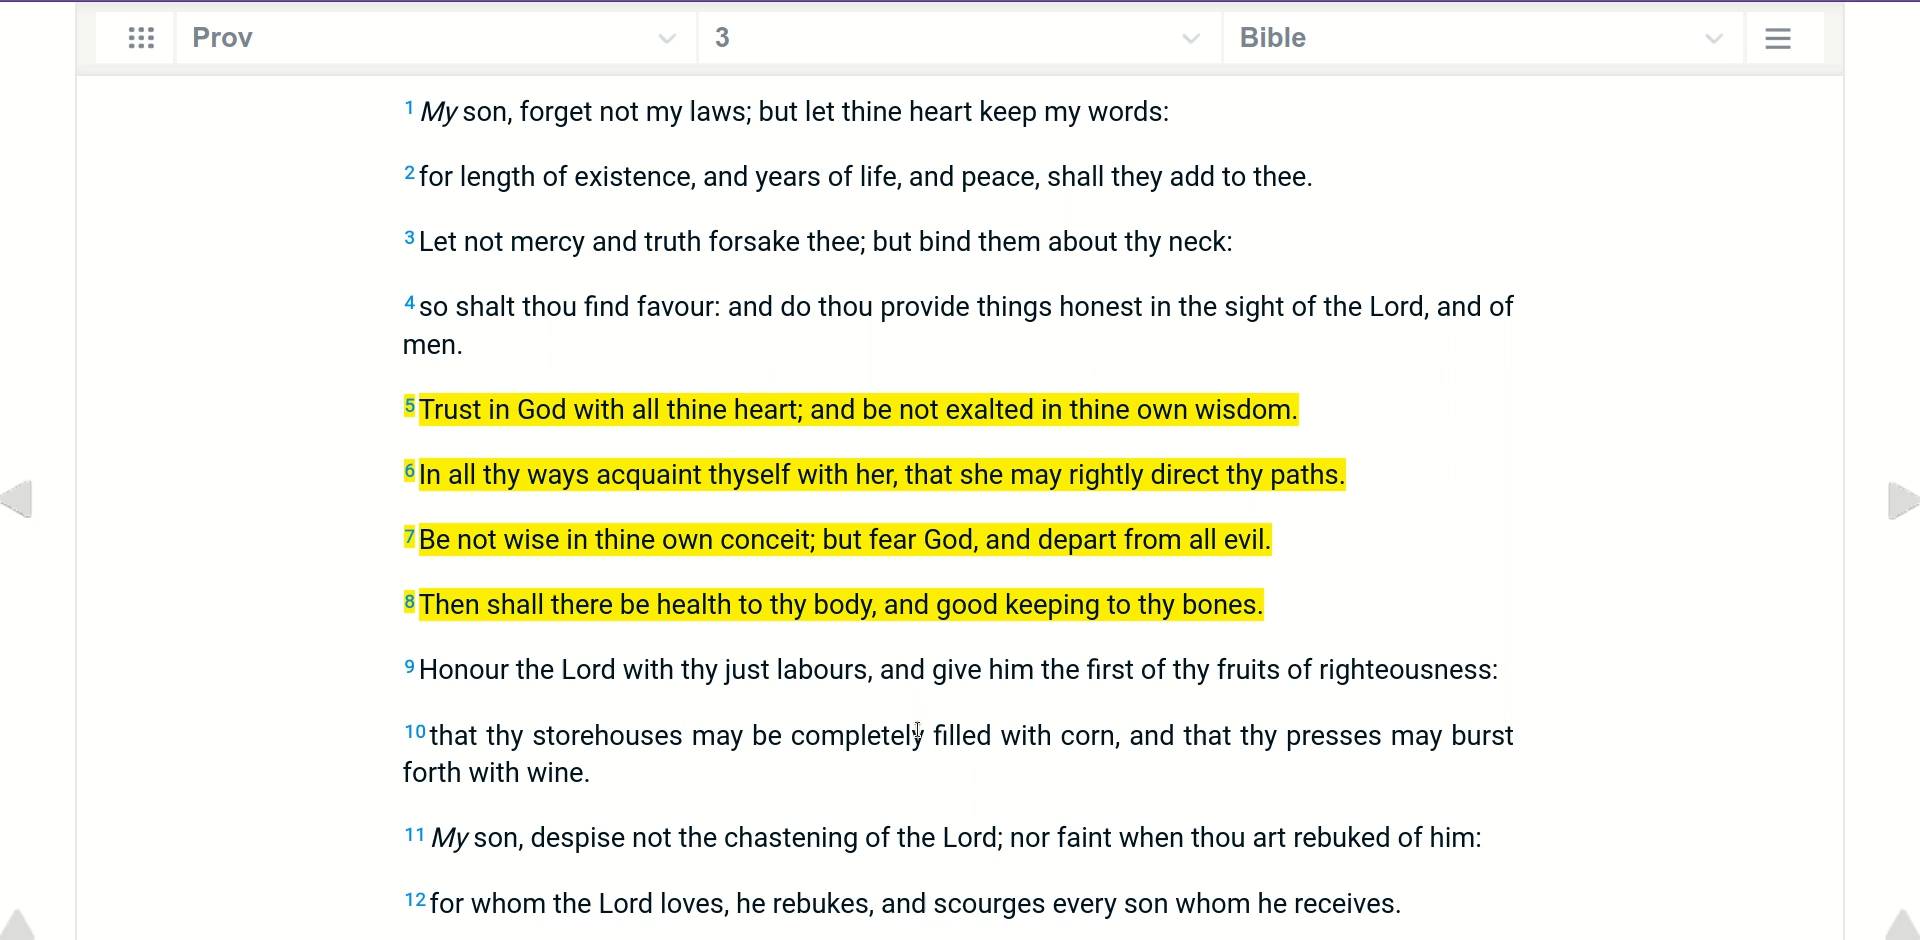 Prov 3 Bible
1 My son, forget not my laws; but let thine heart keep my words:
2 for length of existence, and years of life, and peace, shall they add to thee.
3 Let not mercy and truth forsake thee; but bind them about thy neck:
4 so shalt thou find favour: and do thou provide things honest in the sight of the Lord, and of
men.
5 Trust in God with all thine heart; and be not exalted in thine own wisdom.
6 In all thy ways acquaint thyself with her, that she may rightly direct thy paths.
7 Be not wise in thine own conceit; but fear God, and depart from all evil.
8 Then shall there be health to thy body, and good keeping to thy bones.
9 Honour the Lord with thy just labours, and give him the first of thy fruits of righteousness:
10 that thy storehouses may be completely filled with corn, and that thy presses may burst
forth with wine.
11 My son, despise not the chastening of the Lord; nor faint when thou art rebuked of him:
12 for whom the Lord loves, he rebukes, and scourges every son whom he receives.